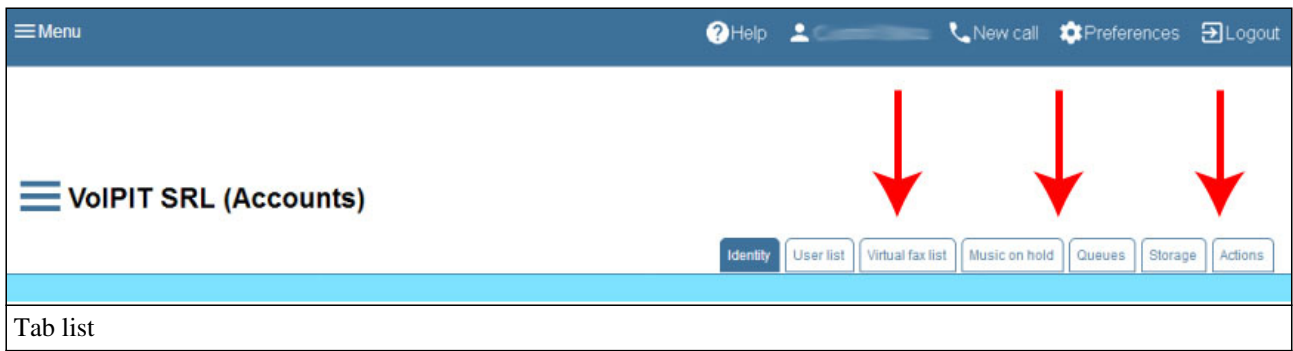 Menu
Help New call Preferences Logout
VoIPIT SRL (Accounts)
Identity User list Virtual fax list Music on hold Queues Storage Actions
Tab list